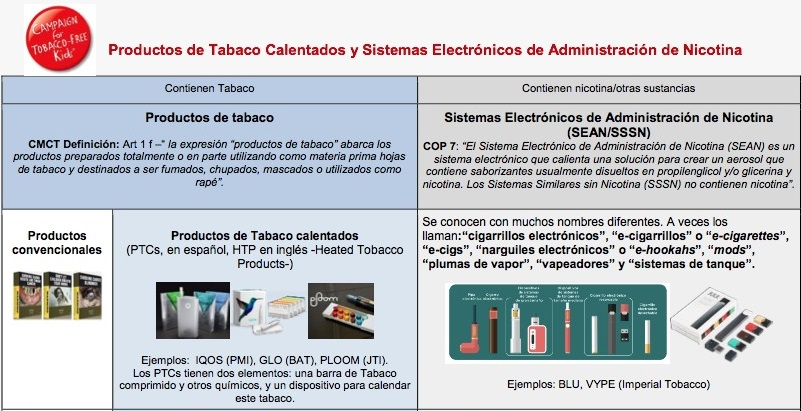 CAMPAIGN
for
TOBACCO-FREE
Kids
Productos de Tabaco Calentados y Sistemas Electrónicos de Administración de Nicotina
Contienen Tabaco
Contienen nicotina/otras sustancias
Productos de tabaco
CMCT Definición: Art 1 f –“ la expresión “productos de tabaco” abarca los
productos preparados totalmente o en parte utilizando como materia prima hojas
de tabaco y destinados a ser fumados, chupados, mascados o utilizados como
rapé”.
Sistemas Electrónicos de Administración de Nicotina
(SEAN/SSSN)
COP 7: “El Sistema Electrónico de Administración de Nicotina (SEAN) es un
sistema electrónico que calienta una solución para crear un aerosol que
contiene saborizantes usualmente disueltos en propilenglicol y/o glicerina y
nicotina. Los Sistemas Similares sin Nicotina (SSSN) no contienen nicotina”.
Productos
convencionales
Productos de Tabaco calentados
(PTCs, en español, HTP en inglés -Heated Tobacco
Products-)
ploom
Ejemplos: IQOS (PMI), GLO (BAT), PLOOM (JTI).
Los PTCs tienen dos elementos: una barra de Tabaco
comprimido y otros químicos, y un dispositivo para calendar
este tabaco.
Se conocen con muchos nombres diferentes. A veces los
llaman:“cigarrillos electrónicos”, “e-cigarrillos” o “e-cigarettes”,
“e-cigs”, “narguiles electrónicos” o “e-hookahs”, “mods”,
“plumas de vapor”, “vapeadores” y “sistemas de tanque”.
Ejemplos: BLU, VYPE (Imperial Tobacco)